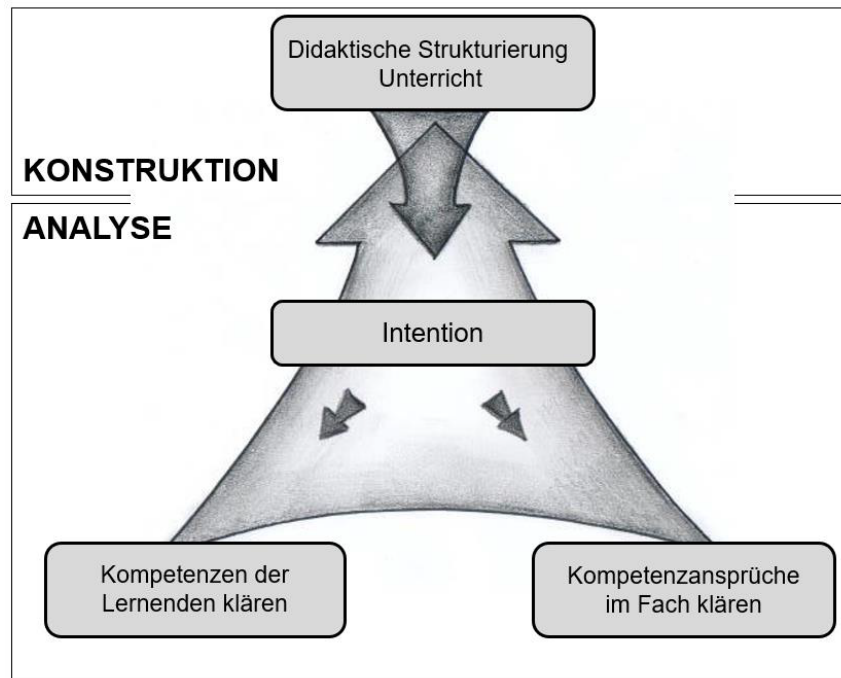 Didaktische Strukturierung
Unterricht
KONSTRUKTION
ANALYSE
Intention
Kompetenzen der
Lernenden klären
Kompetenzansprüche
im Fach klären